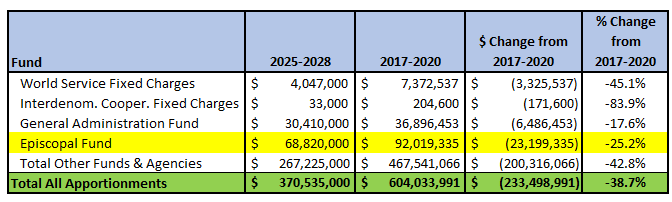 % Change
$ Change from from
Fund 2025-2028 2017-2020 2017-2020 2017-2020
World Service Fixed Charges $ 4,047,000 $ 7,372,537 $ (3,325,537) -45.1%
Interdenom. Cooper. Fixed Charges $ 33,000 $ 204,600 $ (171,600) -83.9%
General Administration Fund $ 30,410,000 $ 36,896,453 $ (6,486,453) -17.6%
Episcopal Fund $ 68,820,000 $ 92,019,335 $ (23,199,335) -25.2%
Total Other Funds & Agencies $ 267,225,000 $ 467,541,066 $ (200,316,066) -42.8%
Total All Apportionments $ 370,535,000 $ 604,033,991 $ (233,498,991) -38.7%